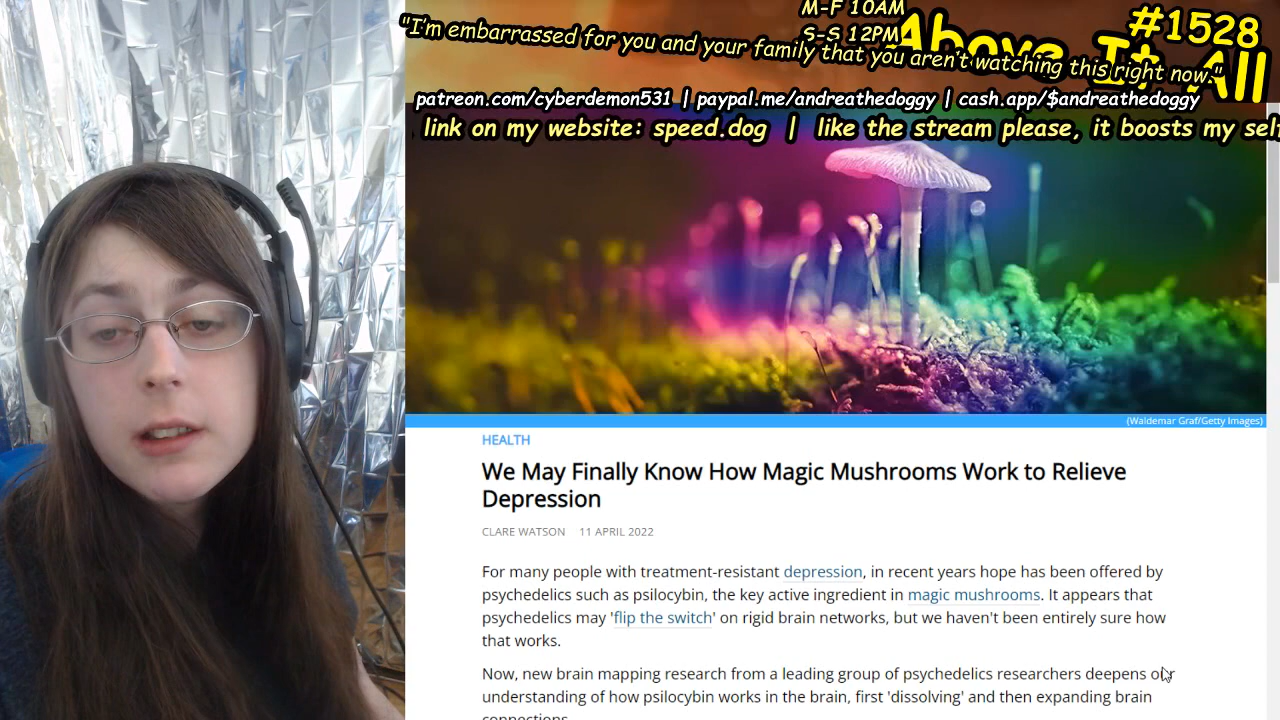 M-F 10AM
S-S 12PM
Above It All
#1528
"I'm embarrassed for you and your family that you aren't watching this right now."
patreon.com/cyberdemon531 | paypal.me/andreathedoggy | cash.app/$andreathedoggy
link on my website: speed.dog | like the stream please, it boosts my sel
(Waldemar Graf/Getty Images)
HEALTH
We May Finally Know How Magic Mushrooms Work to Relieve
Depression
CLARE WATSON 11 APRIL 2022
For many people with treatment-resistant depression, in recent years hope has been offered by
psychedelics such as psilocybin, the key active ingredient in magic mushrooms. It appears that
psychedelics may 'flip the switch' on rigid brain networks, but we haven't been entirely sure how
that works.
Now, new brain mapping research from a leading group of psychedelics researchers deepens our
understanding of how psilocybin works in the brain, first 'dissolving' and then expanding brain
connections.